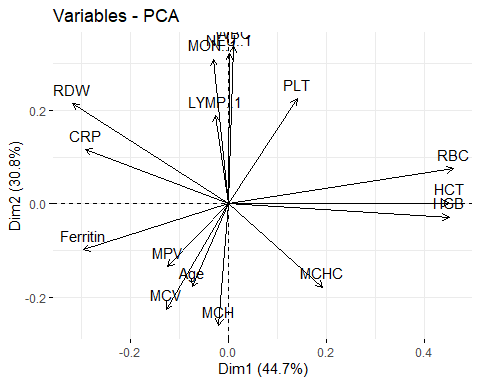 Variables - PCA
WBC
NEU..1
MON..1
PLT
RDW
LYMP..1
CRP
RBC
HCT
HGB
Ferritin
MPV
Age
MCHC
MCV
MCH
0.2
0.0
-0.2
-0.2
0.0
0.2
0.4
Dim1 (44.7%)
Dim2 (30.8%)